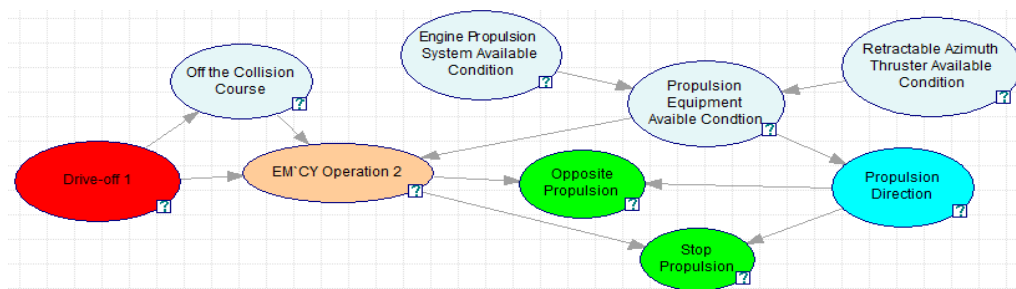 Engine Propulsion
System Available
Condition
Retractable Azimuth
Thruster Available
Condition
Off the Collision
Course
Propulsion
Equipment
Avaible Condtion
Drive-off 1
EM`CY Operation 2
Opposite
Propulsion
Propulsion
Direction
Stop
Propulsion
?
?
?
?
?
?
?
?
?